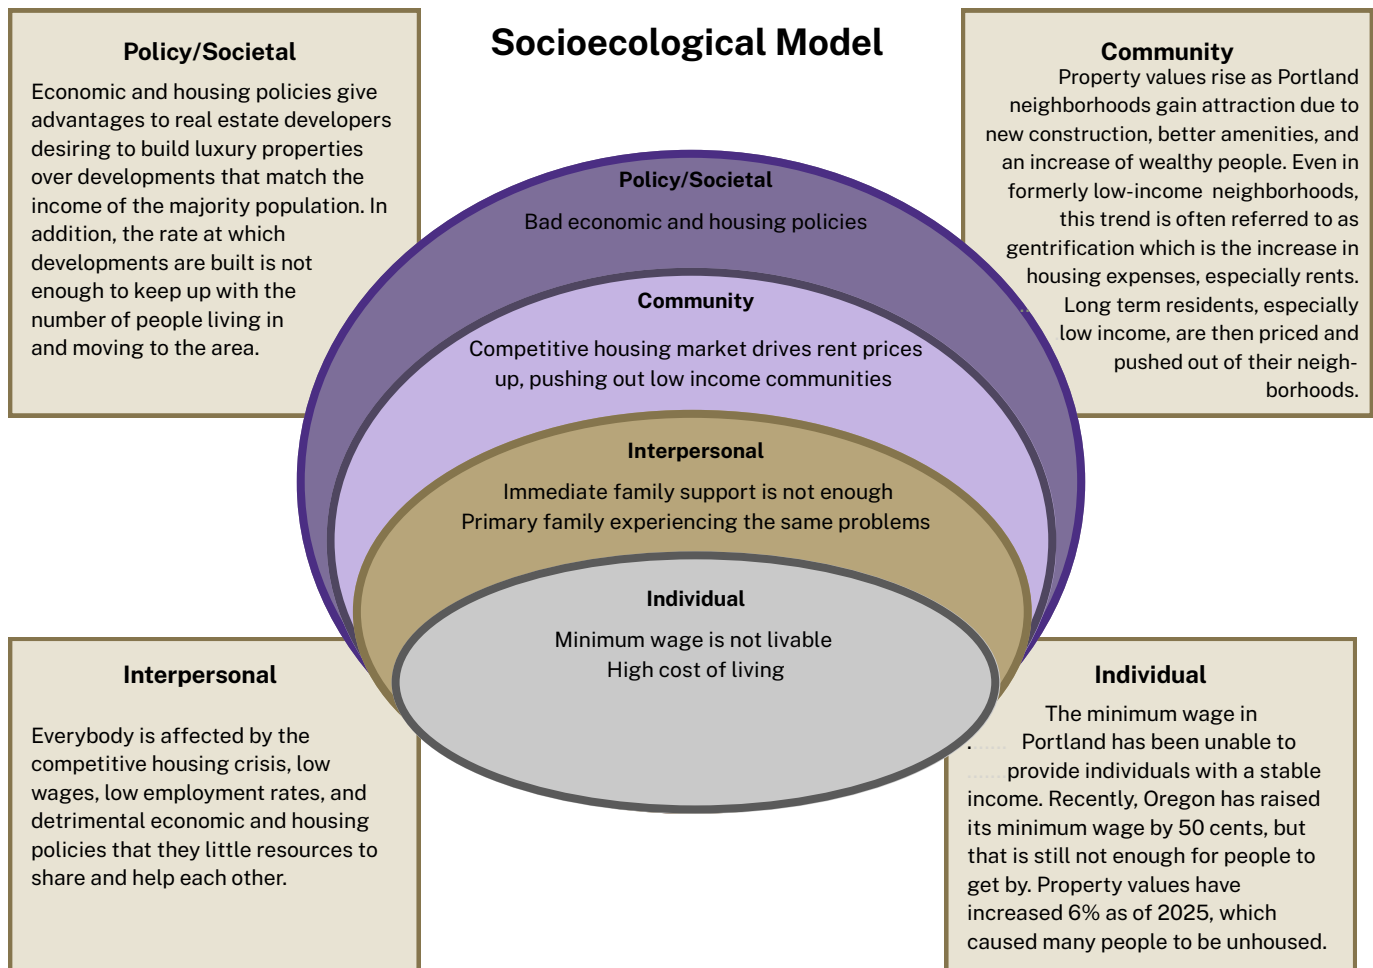 Socioecological Model
Policy/Societal
Economic and housing policies give
advantages to real estate developers
desiring to build luxury properties
over developments that match the
income of the majority population. In
addition, the rate at which
developments are built is not
enough to keep up with the
number of people living in
and moving to the area.
Community
Property values rise as Portland
neighborhoods gain attraction due to
new construction, better amenities, and
an increase of wealthy people. Even in
formerly low-income neighborhoods,
this trend is often referred to as
gentrification which is the increase in
housing expenses, especially rents.
Long term residents, especially
low income, are then priced and
pushed out of their neigh-
borhoods.
Policy/Societal
Bad economic and housing policies
Community
Competitive housing market drives rent prices
up, pushing out low income communities
Interpersonal
Immediate family support is not enough
Primary family experiencing the same problems
Individual
Minimum wage is not livable
High cost of living
Interpersonal
Everybody is affected by the
competitive housing crisis, low
wages, low employment rates, and
detrimental economic and housing
policies that they little resources to
share and help each other.
Individual
The minimum wage in
....... Portland has been unable to
.......provide individuals with a stable
income. Recently, Oregon has raised
its minimum wage by 50 cents, but
that is still not enough for people to
get by. Property values have
increased 6% as of 2025, which
caused many people to be unhoused.